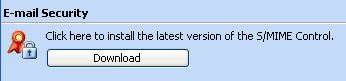 E-mail Security
Click here to install the latest version of the S/MIME Control.
Download